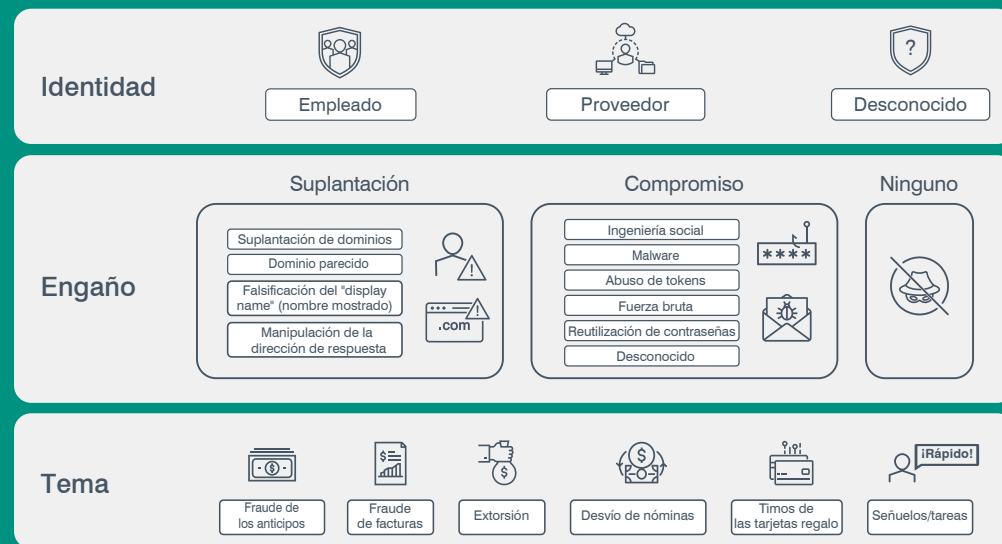 Identidad
Empleado
Proveedor
?
Desconocido
Engaño
Suplantación
Suplantación de dominios
Dominio parecido
Falsificación del "display
name" (nombre mostrado)
Manipulación de la
dirección de respuesta
.com
Compromiso
Ingeniería social
Malware
Abuso de tokens
Fuerza bruta
Reutilización de contraseñas
Desconocido
****
Ninguno
Tema
Fraude de
los anticipos
Fraude
de facturas
Extorsión
Desvío de nóminas
Timos de
las tarjetas regalo
¡Rápido!
Señuelos/tareas